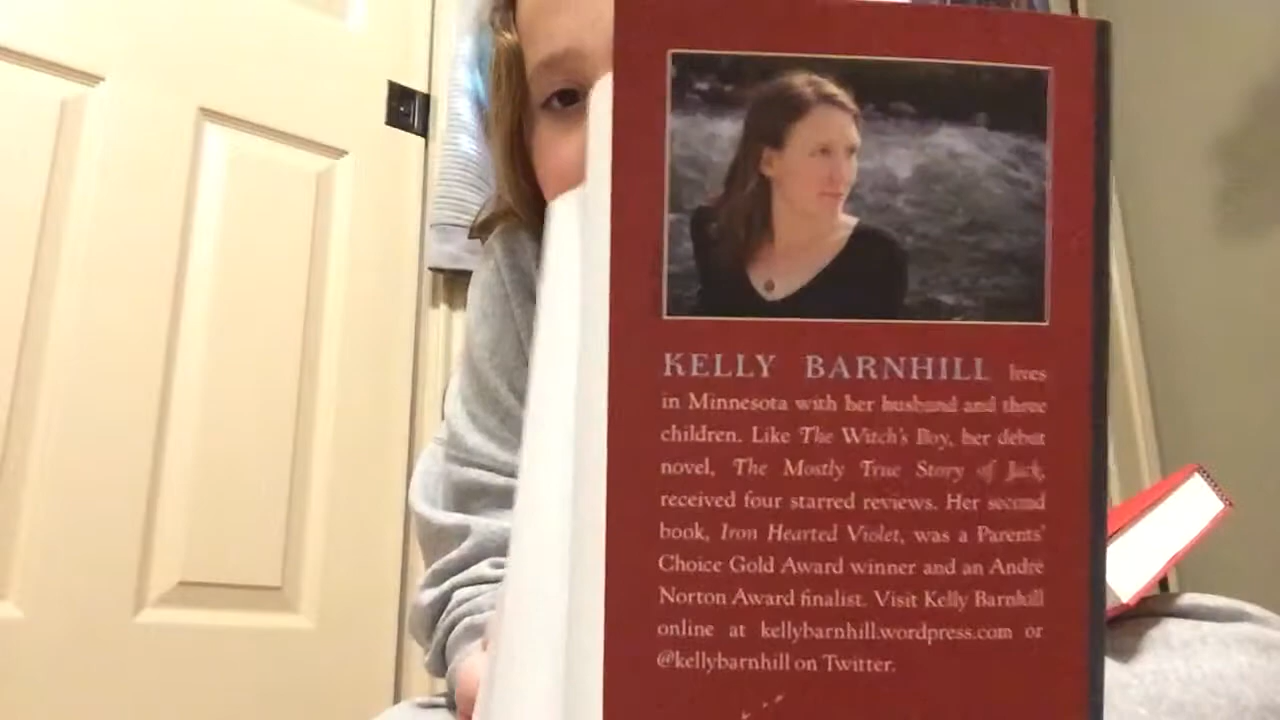 KELLY BARNHILL lives
in Minnesota with her husband and three
children. Like The Witch's Boy, her debut
novel, The Mostly True Story of Jack,
received four starred reviews. Her second
book, Iron Hearted Violet, was a Parents'
Choice Gold Award winner and an Andre
Norton Award finalist. Visit Kelly Barnhill
online at kellybarnhill.wordpress.com or
@kellybarnhill on Twitter.